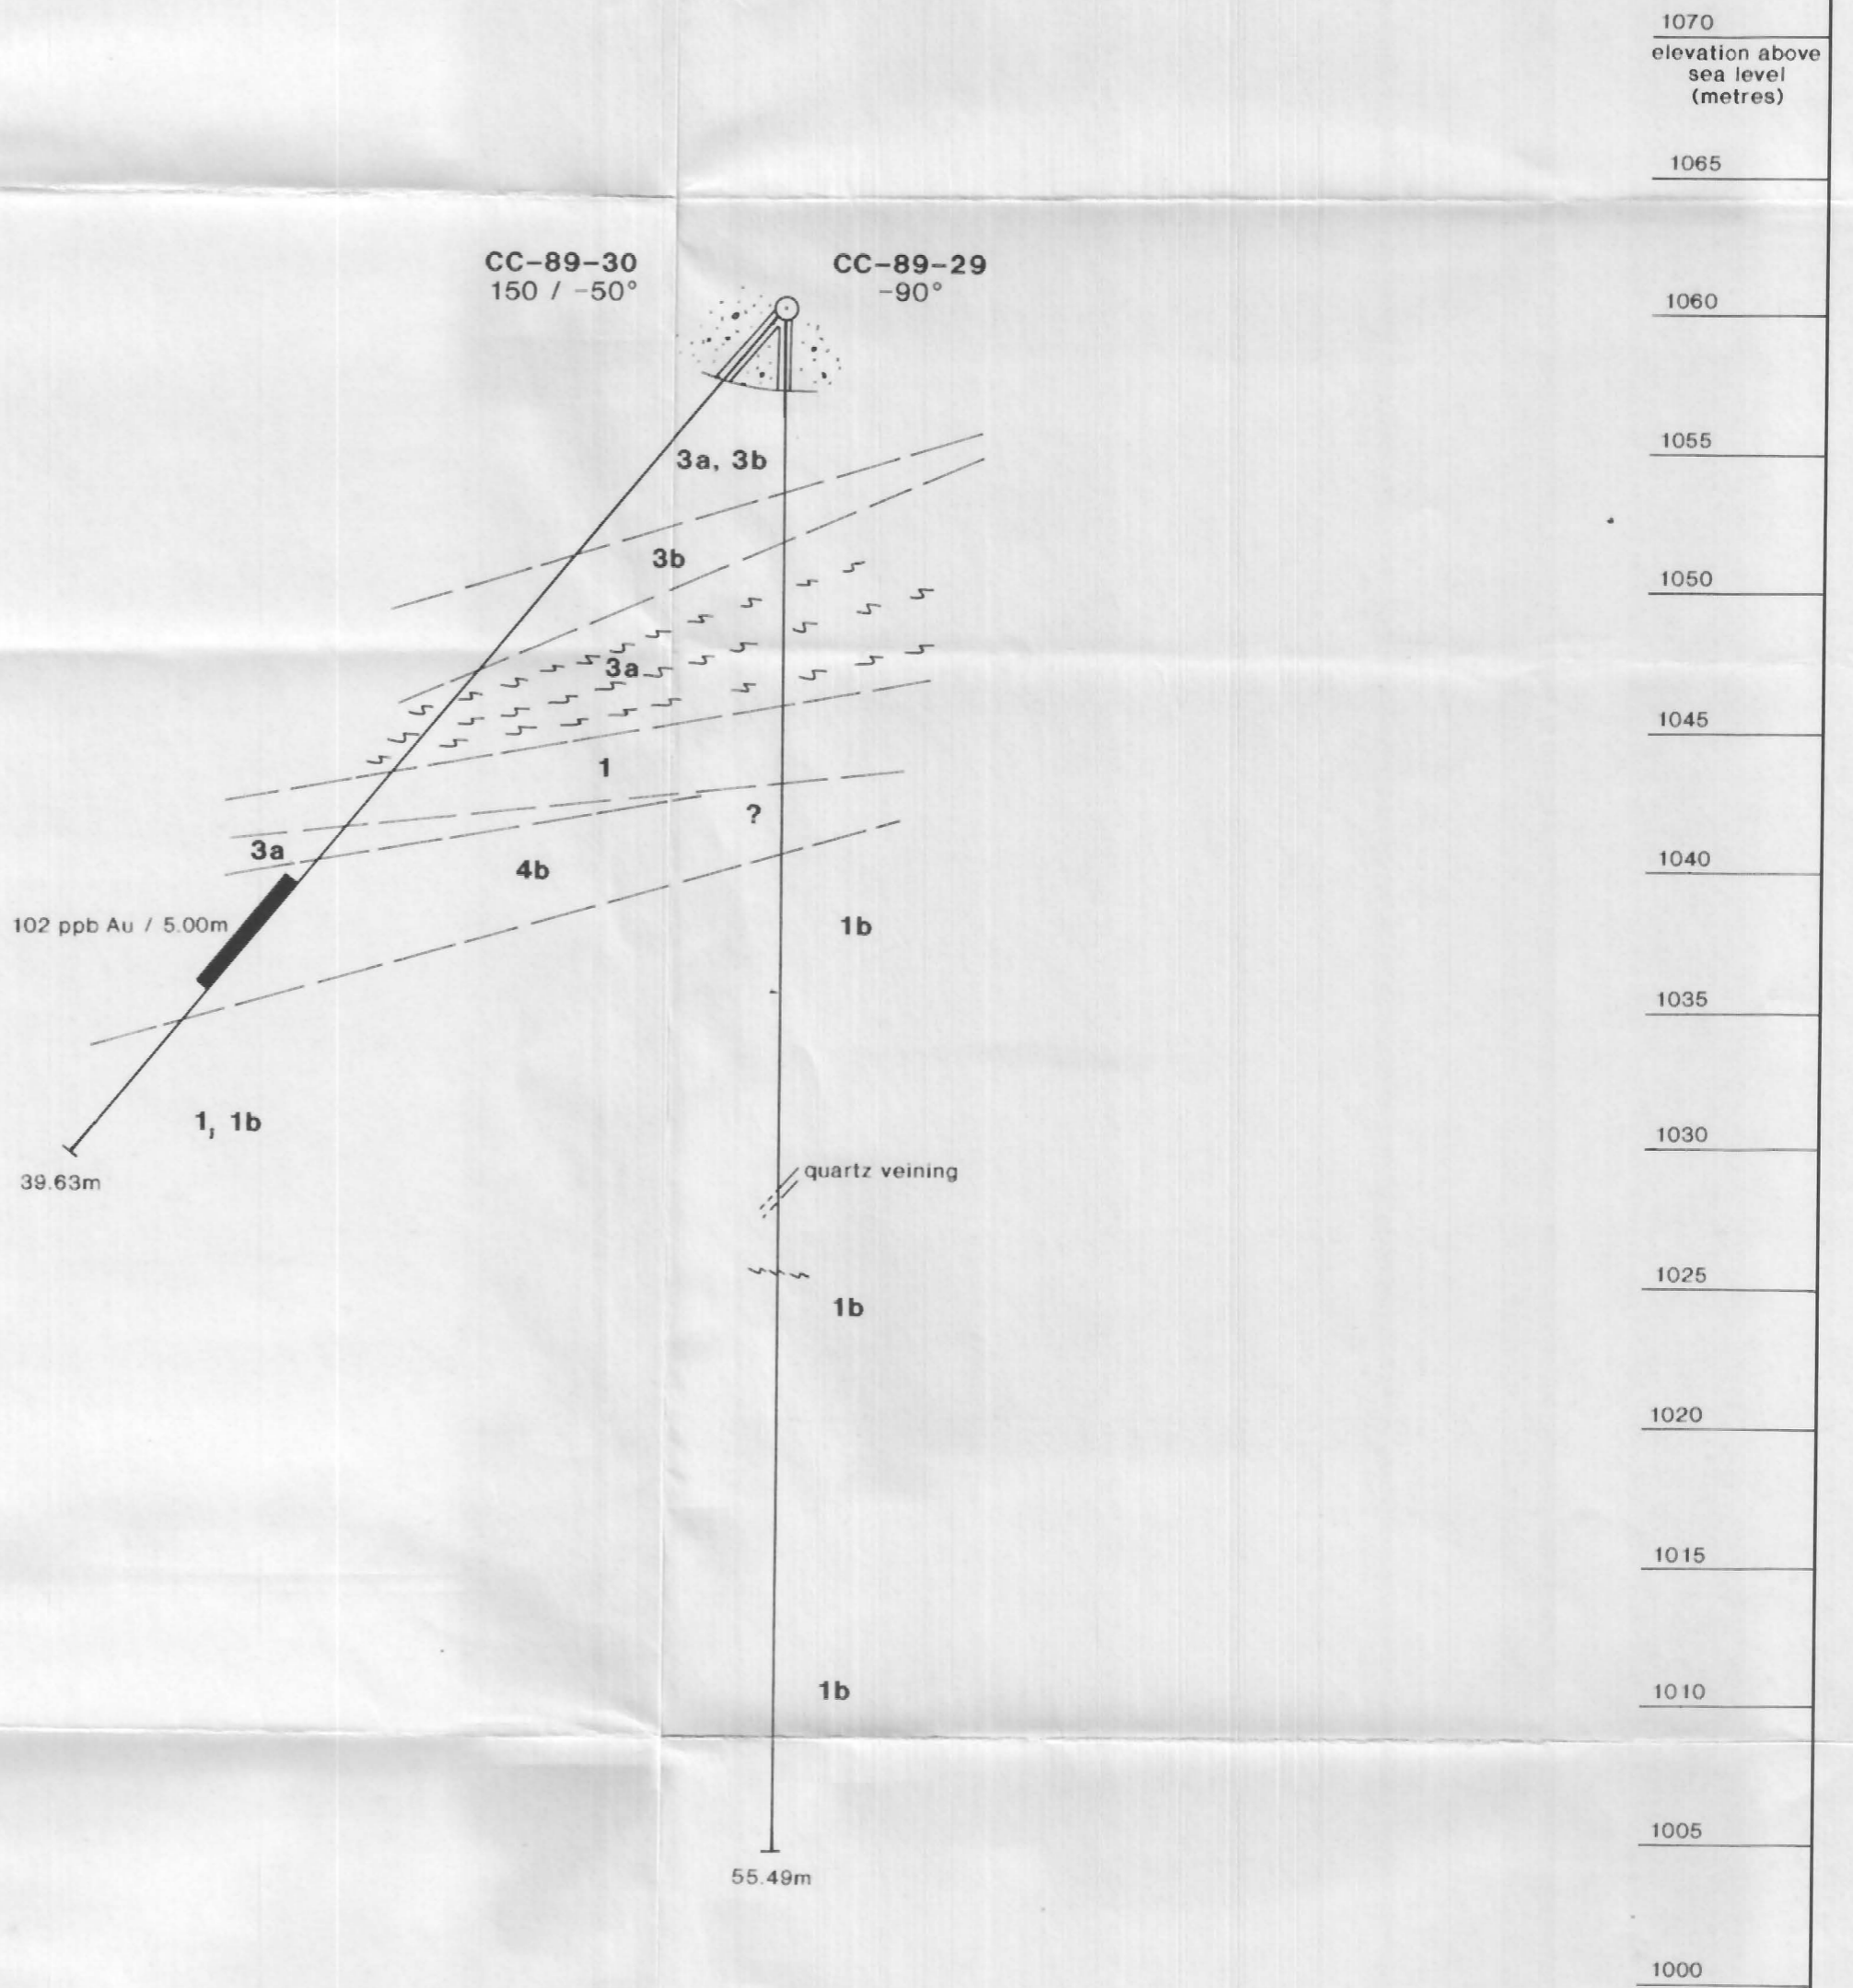 1070
elevation above
sea level
(metres)
1065
CC-89-30
150 / -50°
CC-89-29
-90°
1060
3a, 3b
1055
3b
1050
3a
1045
1
?
3a
4b
1040
102 ppb Au / 5.00m
1b
1035
1, 1b
1030
39.63m
quartz veining
1025
1b
1020
1015
1b
1010
1005
55.49m
1000